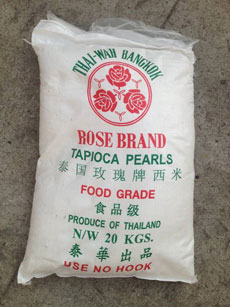 THAI-WAH BANGKOK
ROSE BRAND
TAPIOCA PEARLS
泰国玫瑰牌西米
FOOD GRADE
食品级
PRODUCE OF THAILAND
N/W 20 KGS.
泰華出品
USE NO HOOK